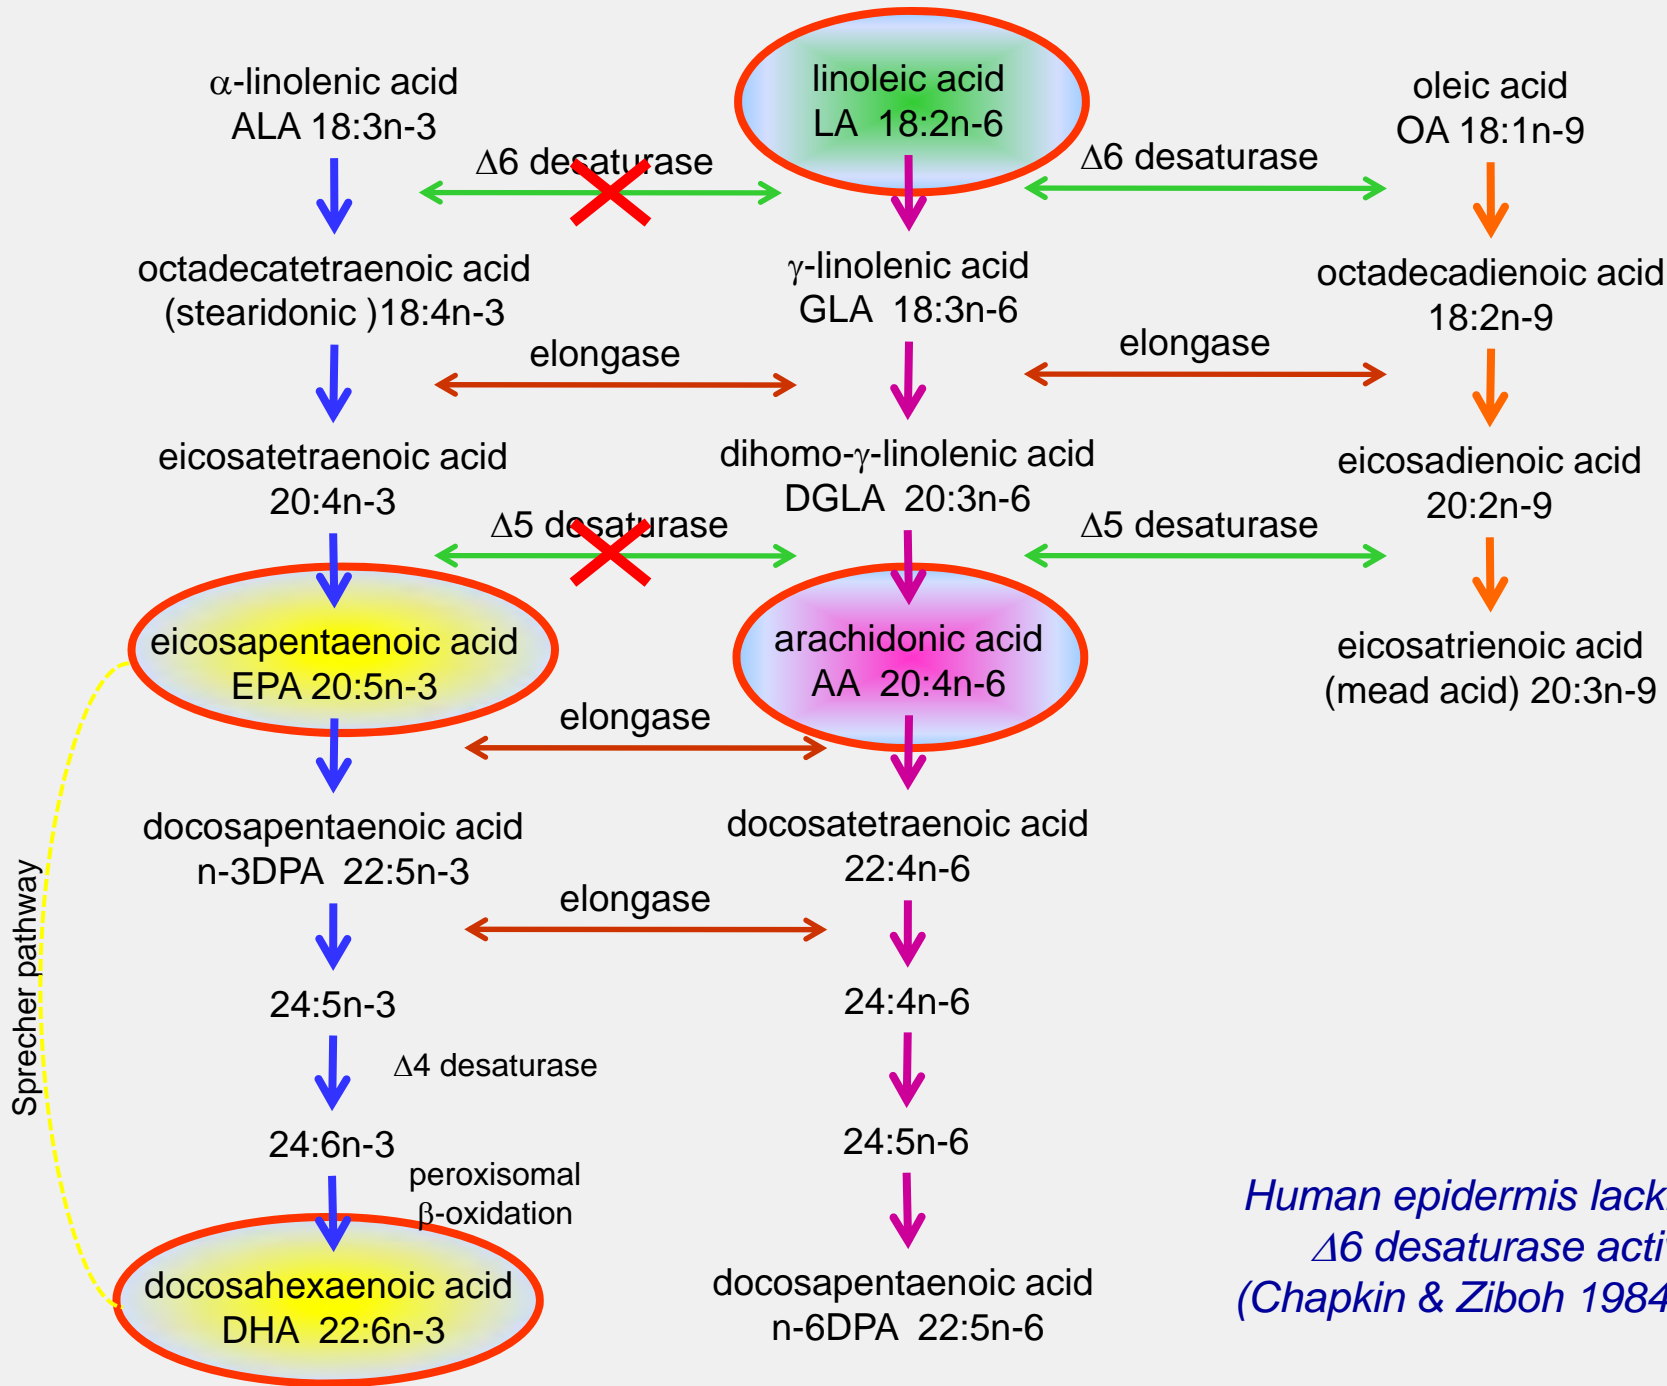 α-linolenic acid
ALA 18:3n-3
linoleic acid
LA 18:2n-6
oleic acid
OA 18:1n-9
Δ6 desaturase
Δ6 desaturase
octadecatetraenoic acid
(stearidonic )18:4n-3
γ-linolenic acid
GLA 18:3n-6
octadecadienoic acid
18:2n-9
elongase
elongase
eicosatetraenoic acid
20:4n-3
dihomo-γ-linolenic acid
DGLA 20:3n-6
eicosadienoic acid
20:2n-9
Δ5 desaturase
Δ5 desaturase
eicosapentaenoic acid
EPA 20:5n-3
arachidonic acid
AA 20:4n-6
eicosatrienoic acid
(mead acid) 20:3n-9
elongase
docosapentaenoic acid
n-3DPA 22:5n-3
docosatetraenoic acid
22:4n-6
elongase
Sprecher pathway
24:5n-3
24:4n-6
Δ4 desaturase
24:6n-3
24:5n-6
peroxisomal
β-oxidation
docosahexaenoic acid
DHA 22:6n-3
docosapentaenoic acid
n-6DPA 22:5n-6
Human epidermis
Δ6 desaturase
(Chapkin & Ziboh 1984